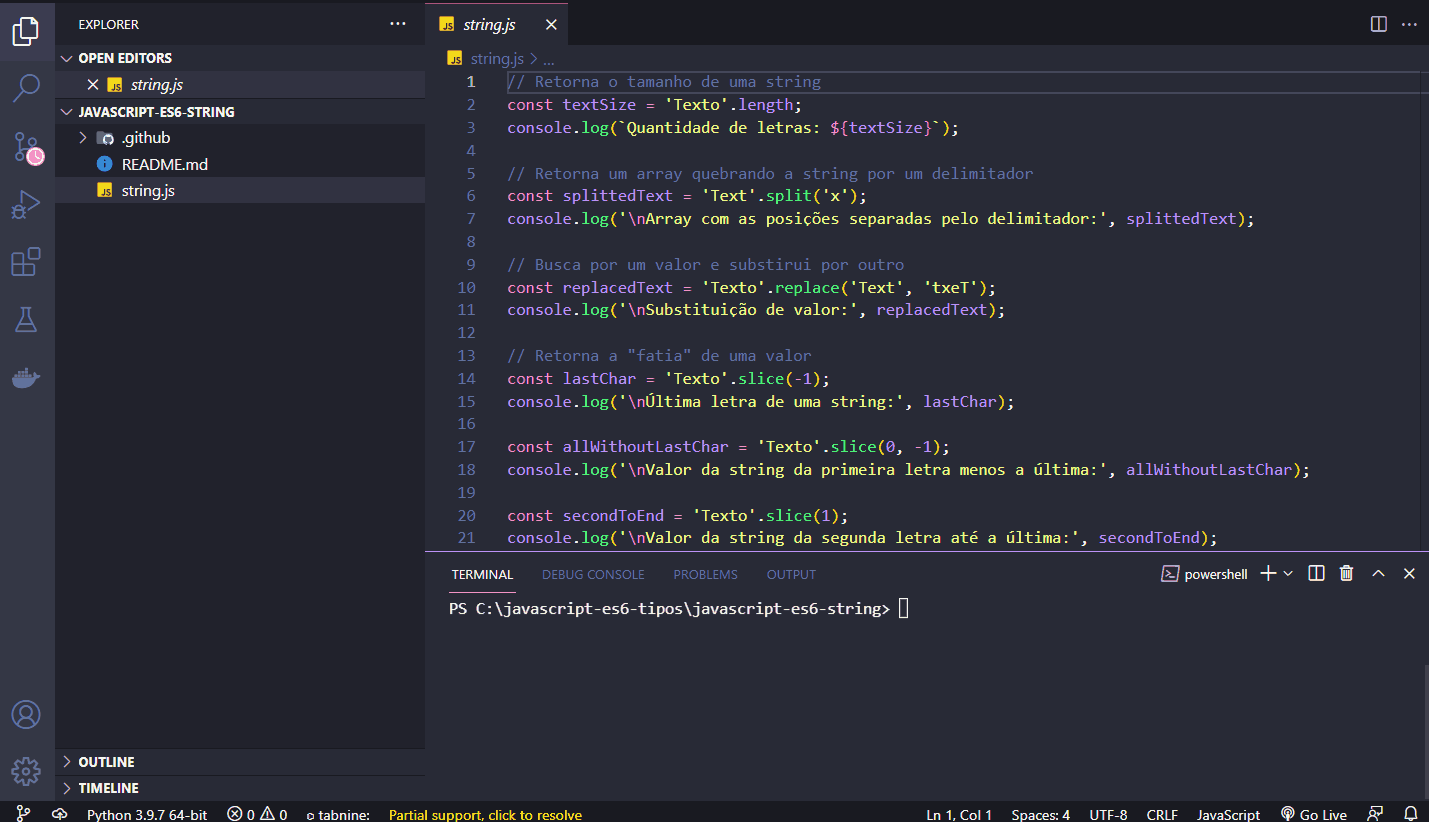 EXPLORER
OPEN EDITORS
JS string.js
JAVASCRIPT-ES6-STRING
.github
README.md
JS string.js
JS string.js
JS string.js > ...
1 // Retorna o tamanho de uma string
2 const textSize = 'Texto'.length;
3 console.log(`Quantidade de letras: ${textSize}`);
4
5 // Retorna um array quebrando a string por um delimitador
6 const splittedText = 'Text'.split('x');
7 console.log('\nArray com as posições separadas pelo delimitador:', splittedText);
8
9 // Busca por um valor e substirui por outro
10 const replacedText = 'Texto'.replace('Text', 'txeT');
11 console.log('\nSubstituição de valor:', replacedText);
12
13 // Retorna a "fatia" de uma valor
14 const lastChar = 'Texto'.slice(-1);
15 console.log('\nÚltima letra de uma string:', lastChar);
16
17 const allWithoutLastChar = 'Texto'.slice(0, -1);
18 console.log('\nValor da string da primeira letra menos a última:', allWithoutLastChar);
19
20 const secondToEnd = 'Texto'.slice(1);
21 console.log('\nValor da string da segunda letra até a última:', secondToEnd);
TERMINAL DEBUG CONSOLE PROBLEMS OUTPUT powershell
PS C:\javascript-es6-tipos\javascript-es6-string>
OUTLINE
TIMELINE
Python 3.9.7 64-bit 0 0 tabnine: Partial support, click to resolve Ln 1, Col 1 Spaces: 4 UTF-8 CRLF JavaScript Go Live